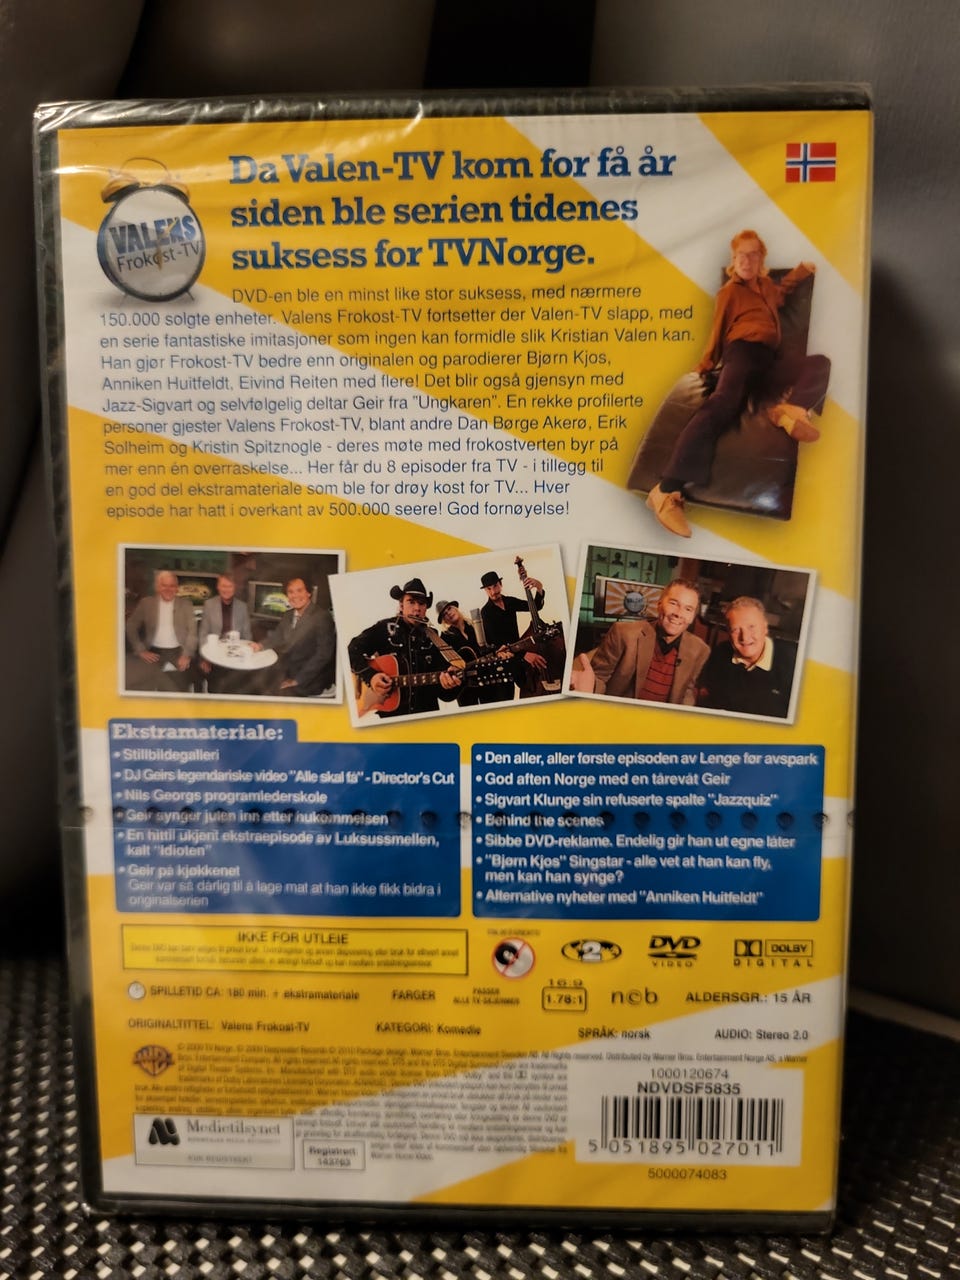 Da Valen-TV kom for få år
siden ble serien tidenes
suksess for TVNorge.
VALENS
Frokost-TV
DVD-en ble en minst like stor suksess, med nærmere
150.000 solgte enheter. Valens Frokost-TV fortsetter der Valen-TV slapp, med
en serie fantastiske imitasjoner som ingen kan formidle slik Kristian Valen kan.
Han gjør Frokost-TV bedre enn originalen og parodierer Bjørn Kjos,
Anniken Huitfeldt, Eivind Reiten med flere! Det blir også gjensyn med
Jazz-Sigvart og selvfølgelig deltar Geir fra "Ungkaren". En rekke profilerte
personer gjester Valens Frokost-TV, blant andre Dan Børge Akerø, Erik
Solheim og Kristin Spitznogle - deres møte med frokostverten byr på
mer enn én overraskelse... Her får du 8 episoder fra TV - i tillegg til
en god del ekstramateriale som ble for drøy kost for TV... Hver
episode har hatt i overkant av 500.000 seere! God fornøyelse!
Ekstramateriale:
• Stillbildegalleri
• DJ Geirs legendariske video "Alle skal få" - Director's Cut
• Nils Georgs programlederskole
• Geir synger julen inn etter hukommelsen
• En hittil ukjent ekstraepisode av Luksussmellen,
kalt "Idioten"
• Geir på kjøkkenet
Geir var så dårlig til å lage mat at han ikke fikk bidra i
originalserien
• Den aller, aller første episodien av Lenge før avspark
• God aften Norge med en tårevåt Geir
• Sigvart Klunge sin refuserte spalte "Jazzquiz"
• Behind the scenes
• Sibbe DVD-reklame. Endelig gir han ut egne låter
• "Bjørn Kjos" Singstar - alle vet at han kan fly,
men kan han synge?
• Alternative nyheter med "Anniken Huitfeldt"
IKKE FOR UTLEIE
2
DVD
VIDEO
DOLBY
DIGITAL
SPILLETID CA: 180 min. + ekstramateriale
FARGER
PASSER
ALLE TV-SKJERMER
16:9
1.78:1
ncb
ALDERSGR.: 15 ÅR
ORIGINALTITTEL: Valens Frokost-TV
KATEGORI: Komedie
SPRÅK: norsk
AUDIO: Stereo 2.0
1000120674
NDVDSF5835
5 051895 027011
5000074083
Medietilsynet
Registrert
143763